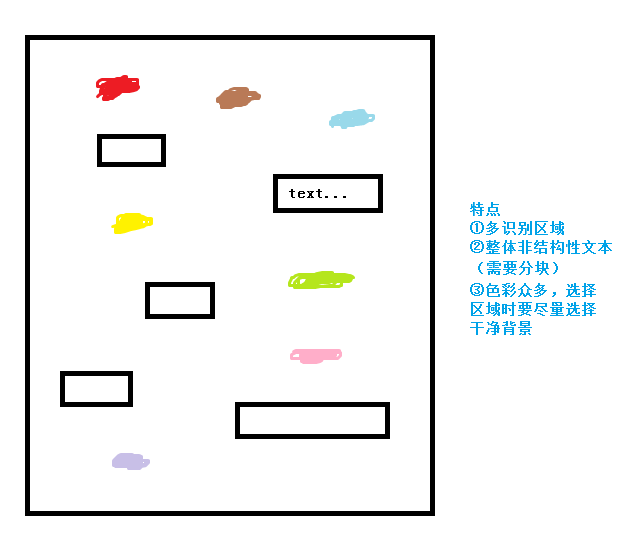 text...
特点
①多识别区域
②整体非结构性文本
（需要分块）
③色彩众多，选择
区域时要尽量选择
干净背景